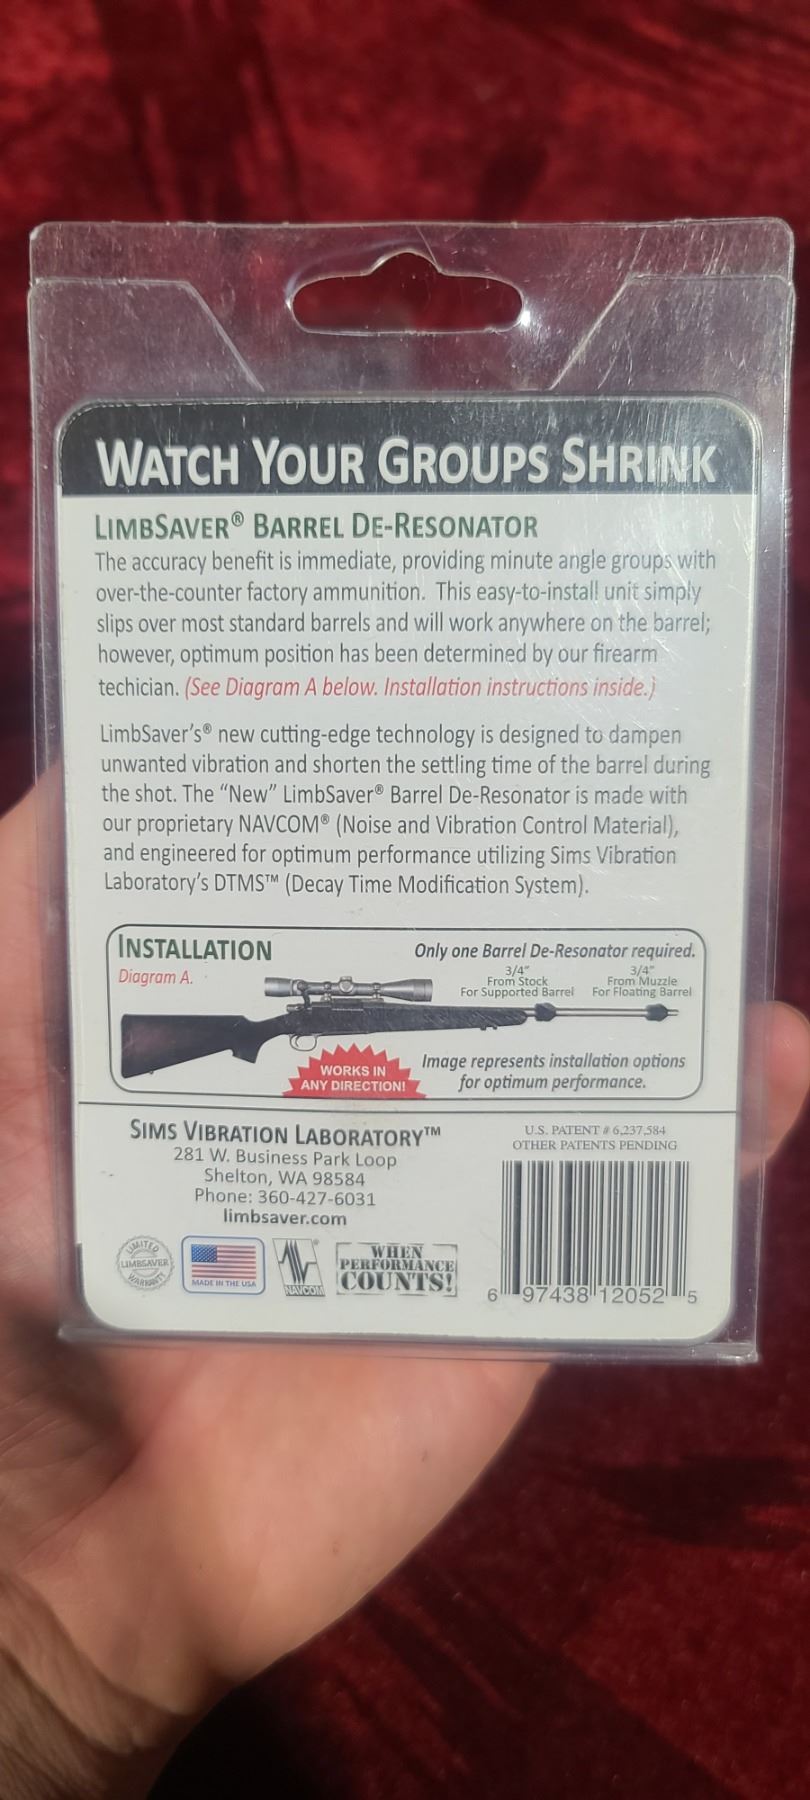 WATCH YOUR GROUPS SHRINK
LIMBSAVER® BARREL DE-RESONATOR
The accuracy benefit is immediate, providing minute angle groups with
over-the-counter factory ammunition. This easy-to-install unit simply
slips over most standard barrels and will work anywhere on the barrel;
however, optimum position has been determined by our firearm
techician. (See Diagram A below. Installation instructions inside.)
LimbSaver's® new cutting-edge technology is designed to dampen
unwanted vibration and shorten the settling time of the barrel during
the shot. The “New” LimbSaver® Barrel De-Resonator is made with
our proprietary NAVCOM® (Noise and Vibration Control Material),
and engineered for optimum performance utilizing Sims Vibration
Laboratory's DTMS™ (Decay Time Modification System).
INSTALLATION
Diagram A.
Only one Barrel De-Resonator required.
3/4"
From Stock
For Supported Barrel
3/4"
From Muzzle
For Floating Barrel
WORKS IN
ANY DIRECTION!
Image represents installation options
for optimum performance.
SIMS VIBRATION LABORATORY™
281 W. Business Park Loop
Shelton, WA 98584
Phone: 360-427-6031
limbsaver.com
U.S. PATENT # 6,237,584
OTHER PATENTS PENDING
LIMITED
LIMBSAVER
WARRANTY
MADE IN THE USA
NAVCOM®
WHEN
PERFORMANCE
COUNTS!
6 97438 12052 5